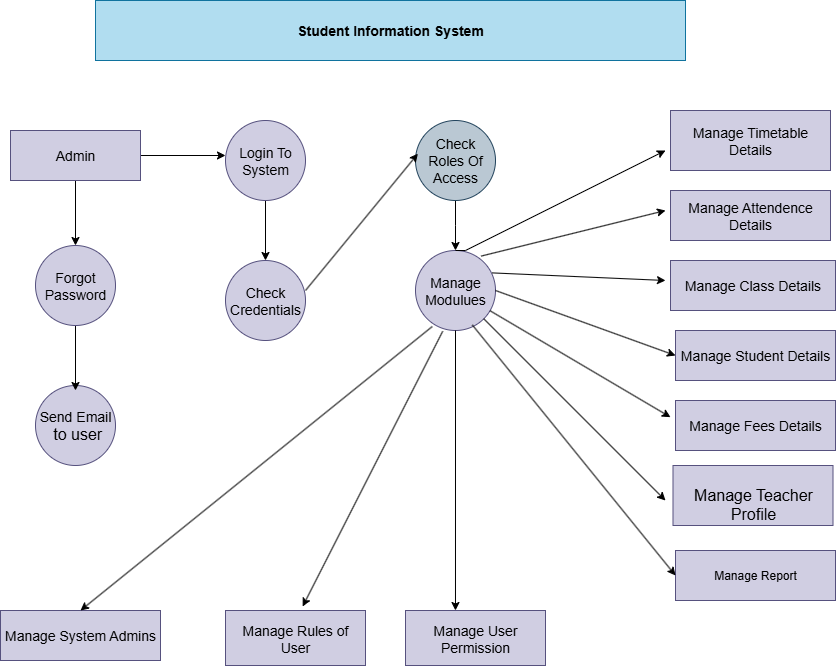 Student Information System
Admin
Login To
System
Check
Roles Of
Access
Manage Timetable
Details
Manage Attendence
Details
Forgot
Password
Check
Credentials
Manage
Modulues
Manage Class Details
Manage Student Details
Send Email
to user
Manage Fees Details
Manage Teacher
Profile
Manage Report
Manage System Admins
Manage Rules of
User
Manage User
Permission